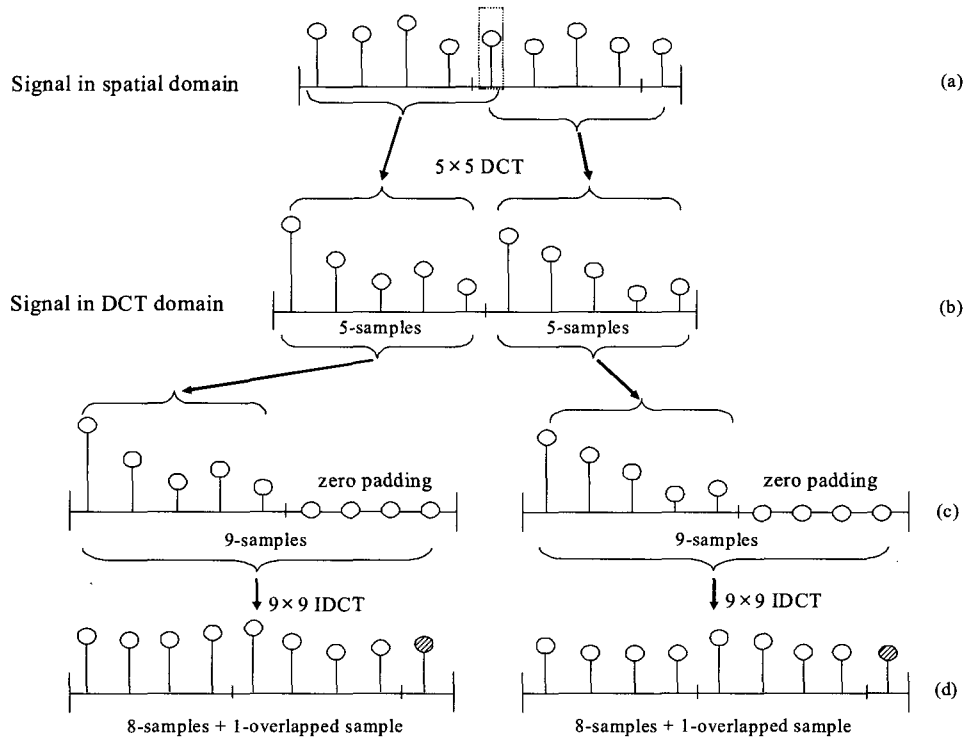 Signal in spatial domain
(a)
5×5 DCT
Signal in DCT domain
(b)
5-samples
5-samples
zero padding
zero padding
(c)
9-samples
9-samples
9×9 IDCT
9×9 IDCT
(d)
8-samples + 1-overlapped sample
8-samples + 1-overlapped sample